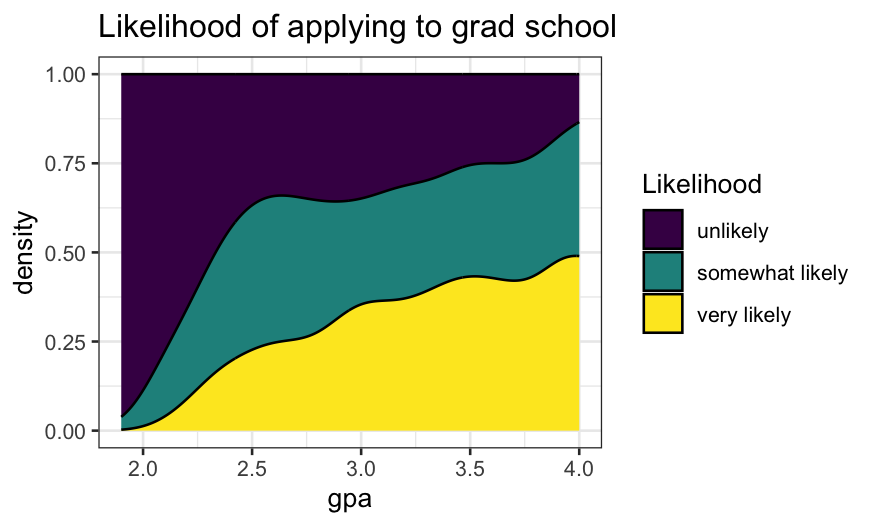 Likelihood of applying to grad school
1.00
0.75
0.50
0.25
0.00
density
2.0 2.5 3.0 3.5 4.0
gpa
Likelihood
unlikely
somewhat likely
very likely